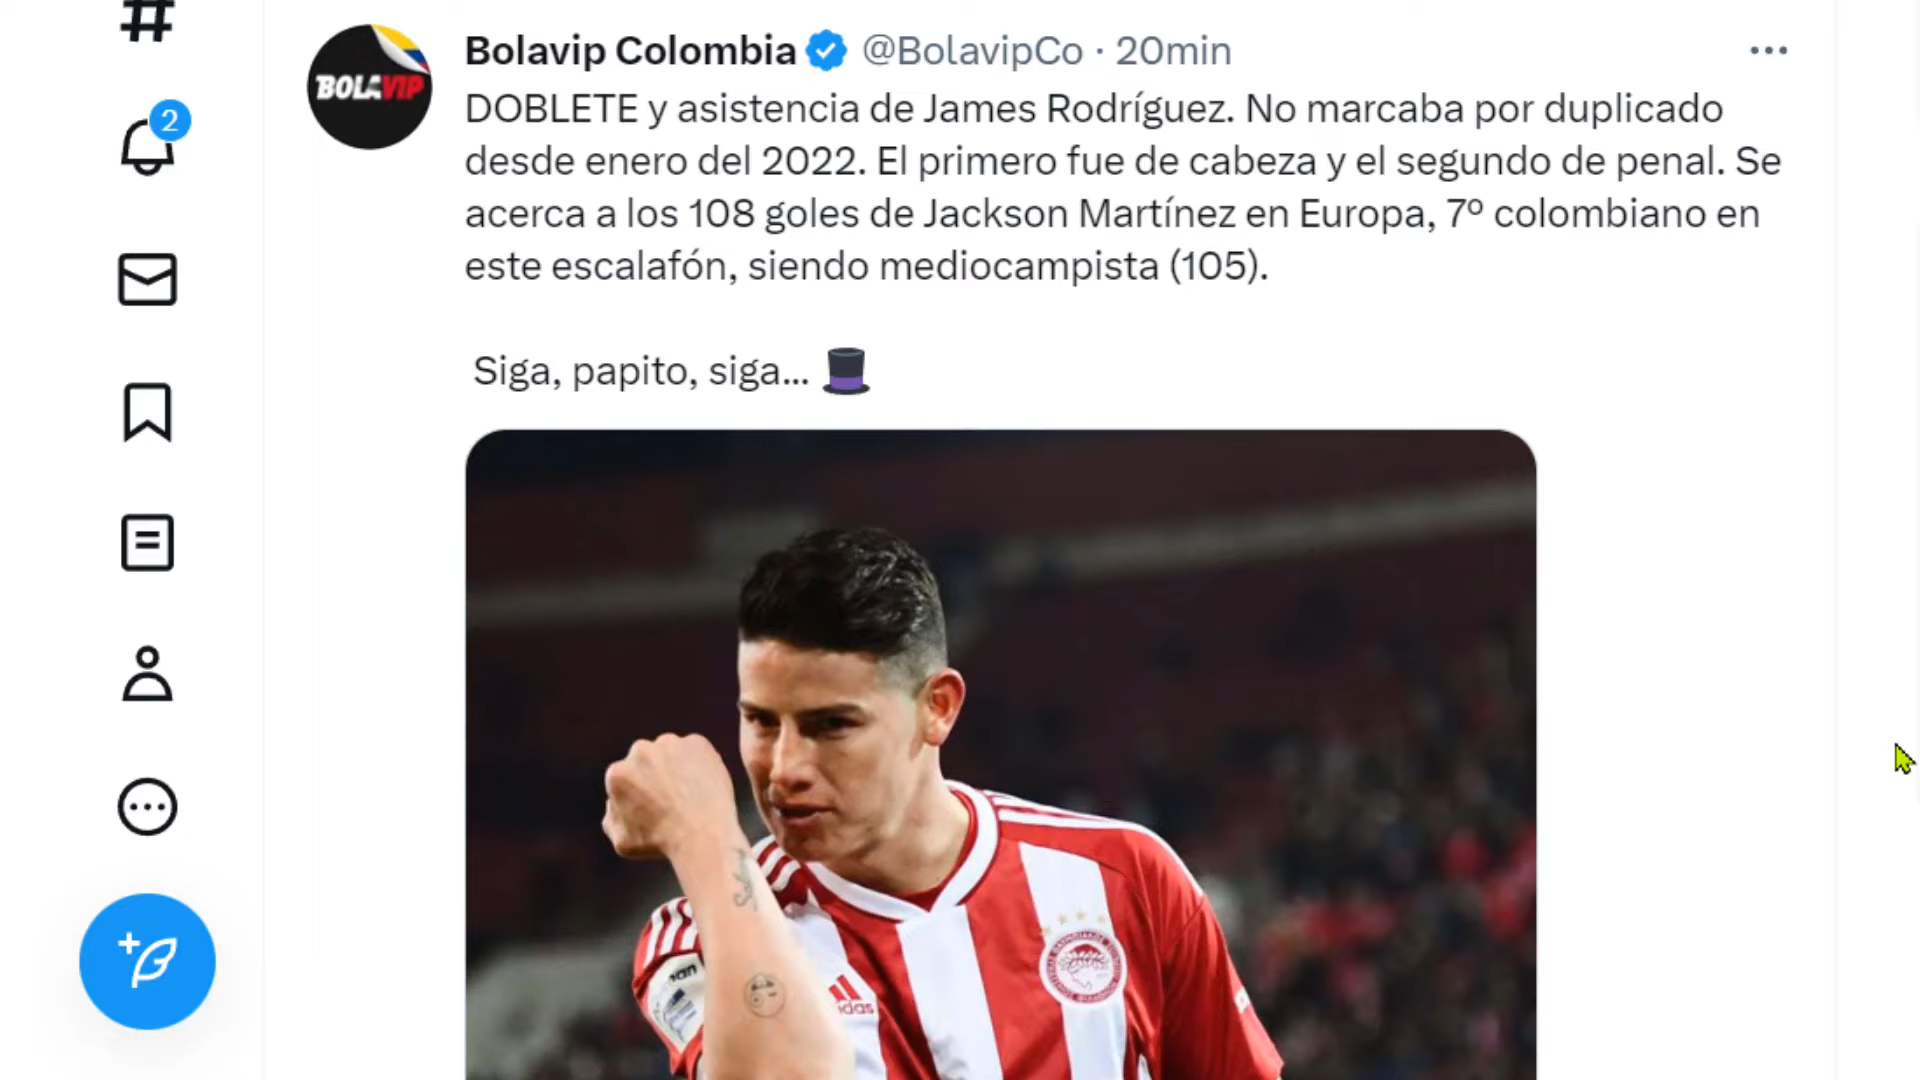 2
BOLAVIP
Bolavip Colombia @BolavipCo · 20min
DOBLETE y asistencia de James Rodríguez. No marcaba por duplicado
desde enero del 2022. El primero fue de cabeza y el segundo de penal. Se
acerca a los 108 goles de Jackson Martínez en Europa, 7º colombiano en
este escalafón, siendo mediocampista (105).
Siga, papito, siga...
adidas